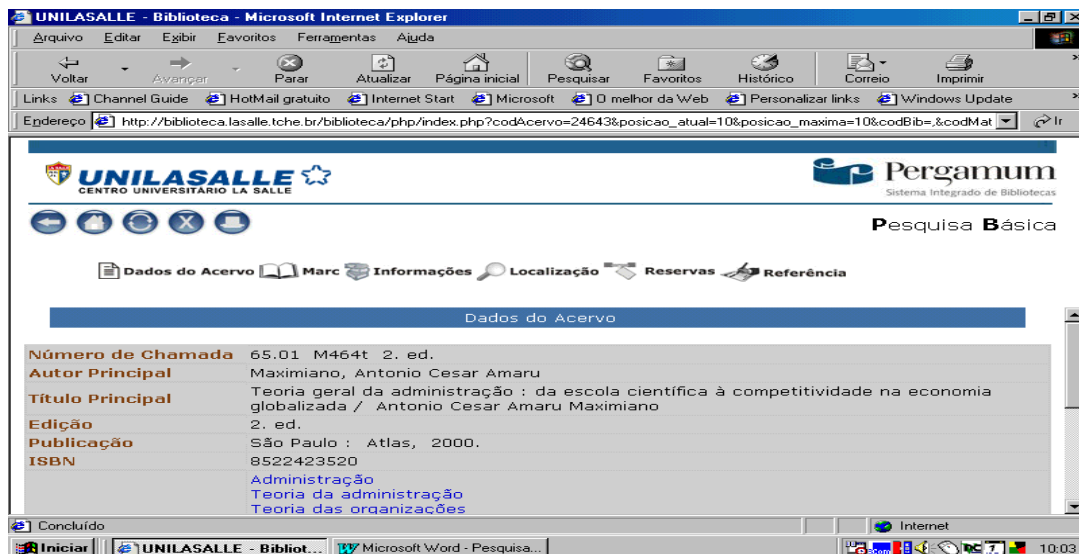 UNILASALLE - Biblioteca - Microsoft Internet Explorer
Arquivo Editar Exibir Favoritos Ferramentas Ajuda
Voltar Avançar Parar Atualizar Página inicial Pesquisar Favoritos Histórico Correio Imprimir
Links Channel Guide HotMail gratuito Internet Start Microsoft O melhor da Web Personalizar links Windows Update
Endereço http://biblioteca.lasalle.tche.br/biblioteca/php/index.php?codAcervo=24643&posicao_atual=10&posicao_maxima=10&codBib=,&codMat Ir
UNILASALLE
CENTRO UNIVERSITÁRIO LA SALLE
Pergamum
Sistema Integrado de Bibliotecas
Pesquisa Básica
Dados do Acervo Marc Informações Localização Reservas Referência
Dados do Acervo
Número de Chamada 65.01 M464t 2. ed.
Autor Principal Maximiano, Antonio Cesar Amaru
Título Principal Teoria geral da administração : da escola científica à competitividade na economia
globalizada / Antonio Cesar Amaru Maximiano
Edição 2. ed.
Publicação São Paulo : Atlas, 2000.
ISBN 8522423520
Administração
Teoria da administração
Teoria das organizações
Concluído Internet
Iniciar UNILASALLE - Bibliot... Microsoft Word - Pesquisa... 10:03